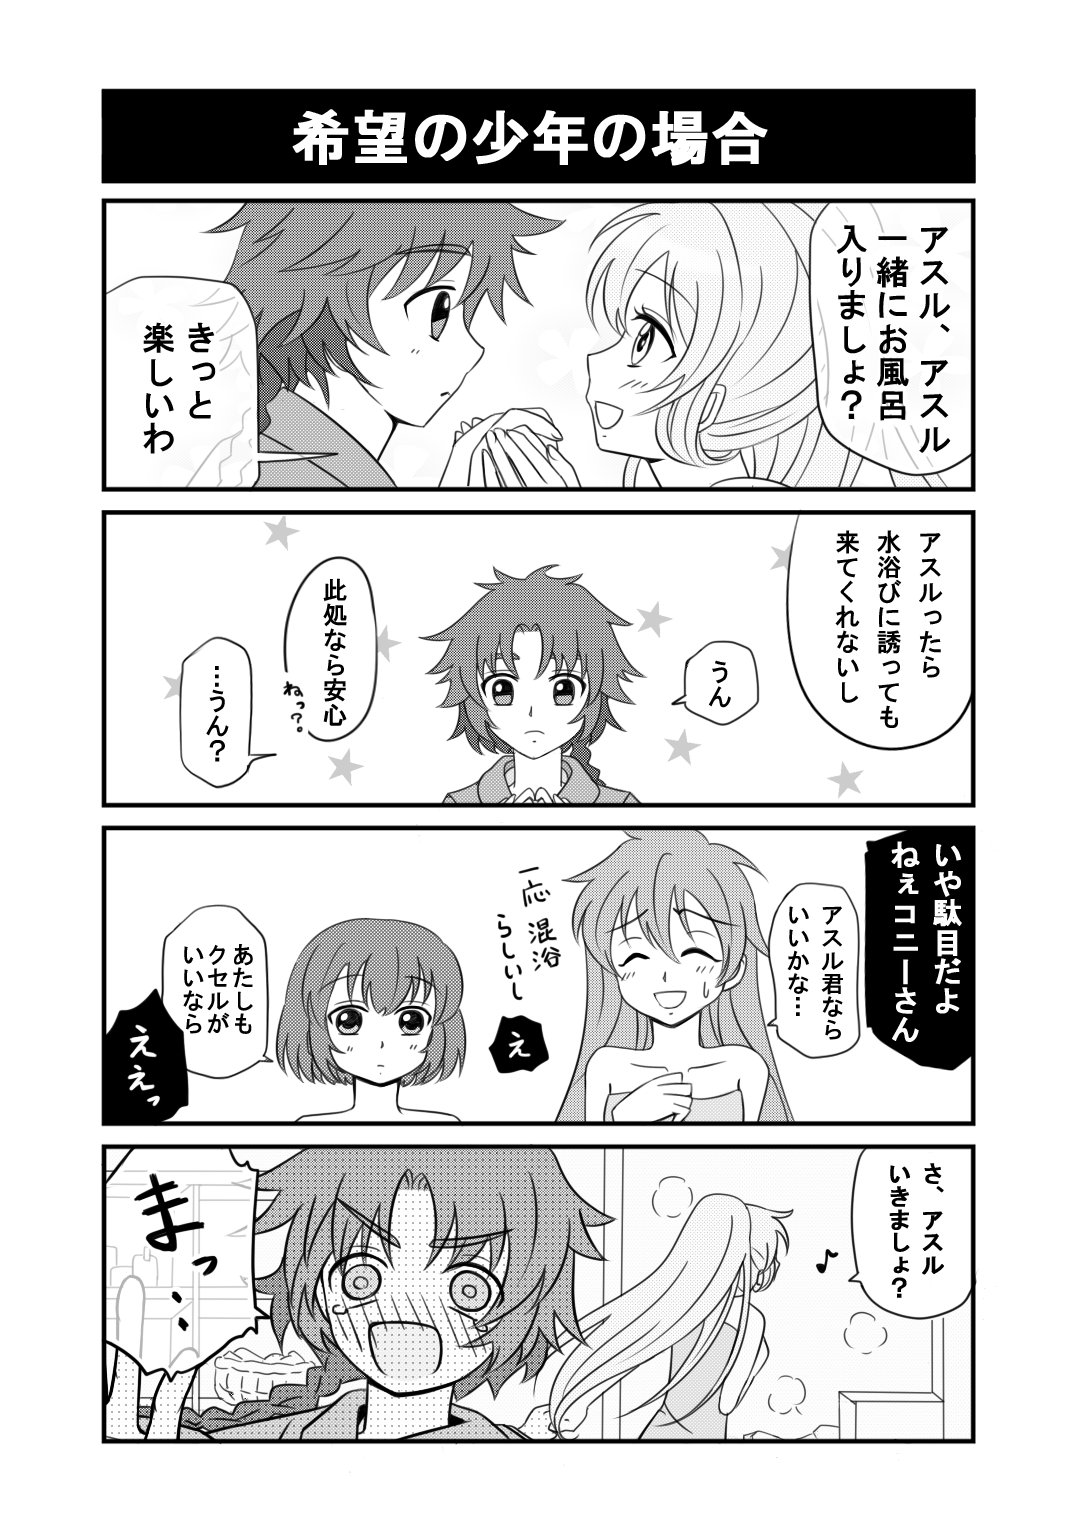 希望の少年の場合
アスル、アスル
一緒にお風呂
入りましょ？
きっと
楽しいわ
アスルったら
水浴びに誘っても
来てくれないし
うん
此処なら安心
ねっ？。
…うん？
いや駄目だよ
ねぇコニーさん
アスル君なら
いいかな…
一応 混浴
らしいし
え
あたしも
クセルが
いいなら
ええっ
さ、アスル
いきましょ？
♪
まっ…